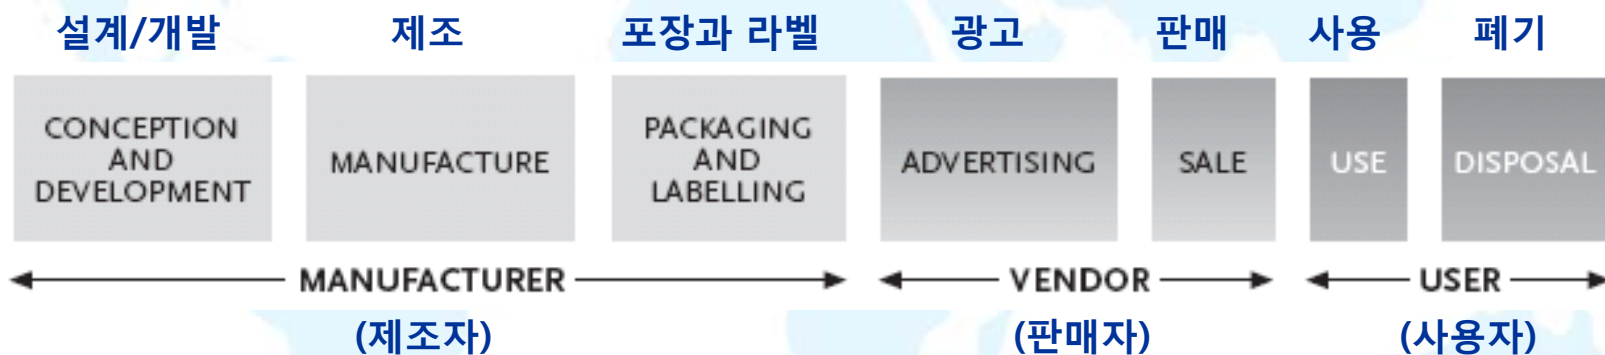 설계/개발 제조 포장과 라벨 광고 판매 사용 폐기
CONCEPTION
AND
DEVELOPMENT
MANUFACTURE
PACKAGING
AND
LABELLING
ADVERTISING
SALE
USE
DISPOSAL
MANUFACTURER VENDOR USER
(제조자) (판매자) (사용자)